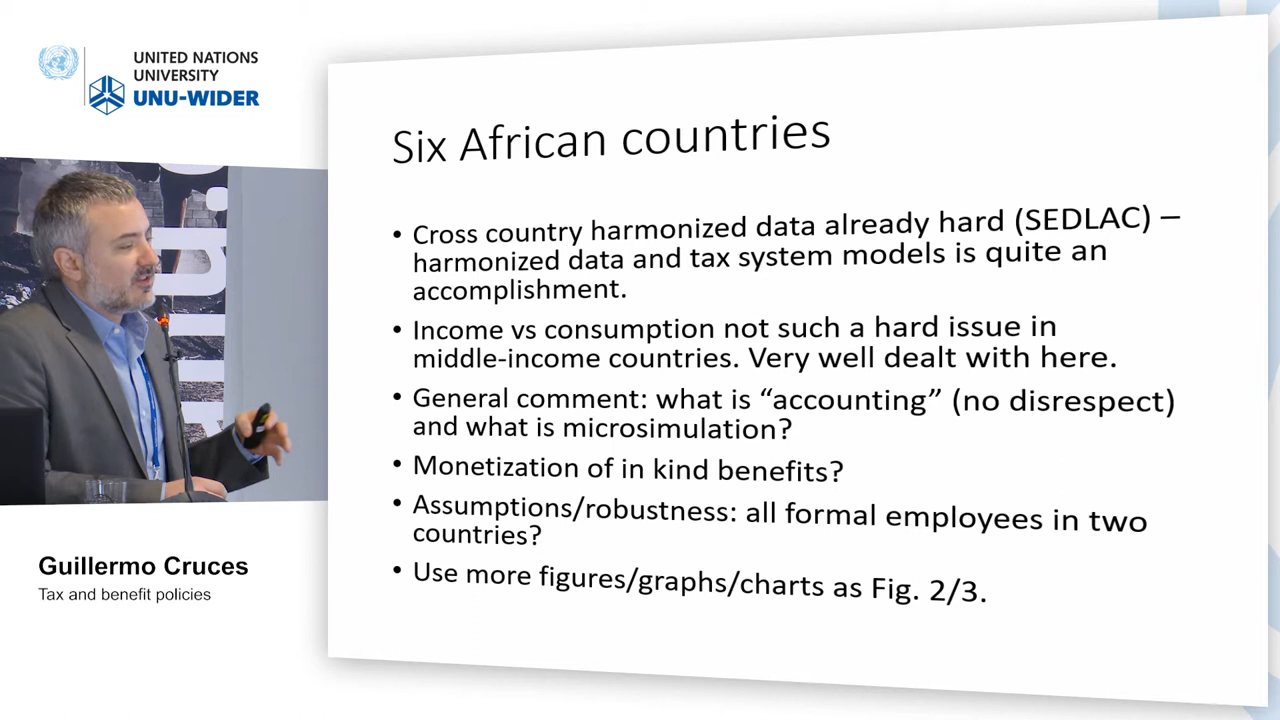 UNITED NATIONS
UNIVERSITY
UNU-WIDER
Six African countries
• Cross country harmonized data already hard (SEDLAC) –
harmonized data and tax system models is quite an
accomplishment.
• Income vs consumption not such a hard issue in
middle-income countries. Very well dealt with here.
• General comment: what is “accounting” (no disrespect)
and what is microsimulation?
• Monetization of in kind benefits?
• Assumptions/robustness: all formal employees in two
countries?
• Use more figures/graphs/charts as Fig. 2/3.
Guillermo Cruces
Tax and benefit policies